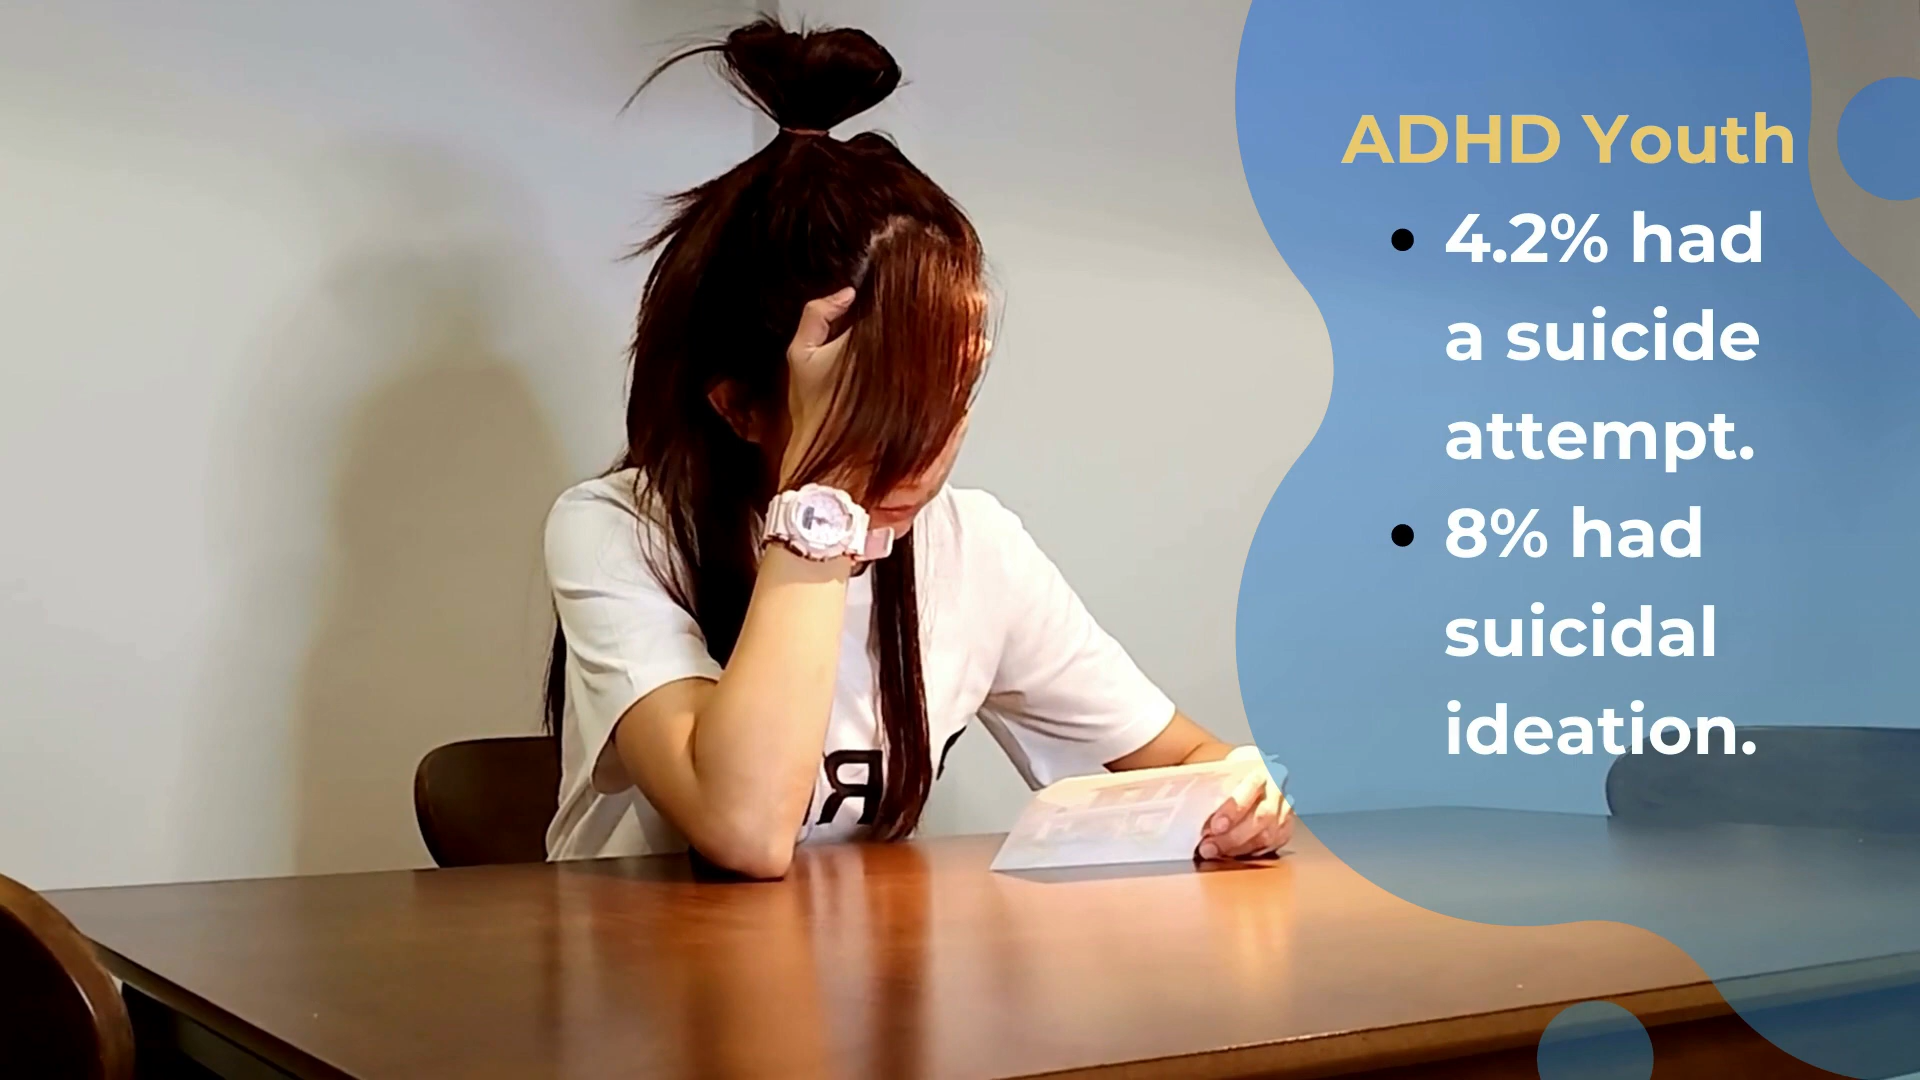 ADHD Youth
• 4.2% had
a suicide
attempt.
• 8% had
suicidal
ideation.